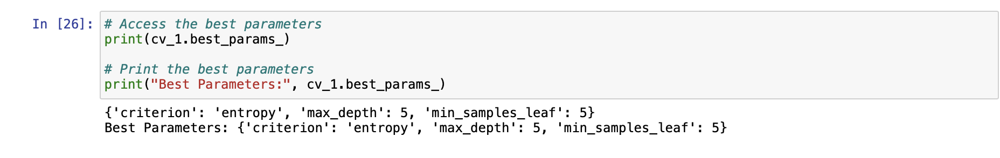 In [26]: # Access the best parameters
print(cv_1.best_params_)
# Print the best parameters
print("Best Parameters:", cv_1.best_params_)
{'criterion': 'entropy', 'max_depth': 5, 'min_samples_leaf': 5}
Best Parameters: {'criterion': 'entropy', 'max_depth': 5, 'min_samples_leaf': 5}